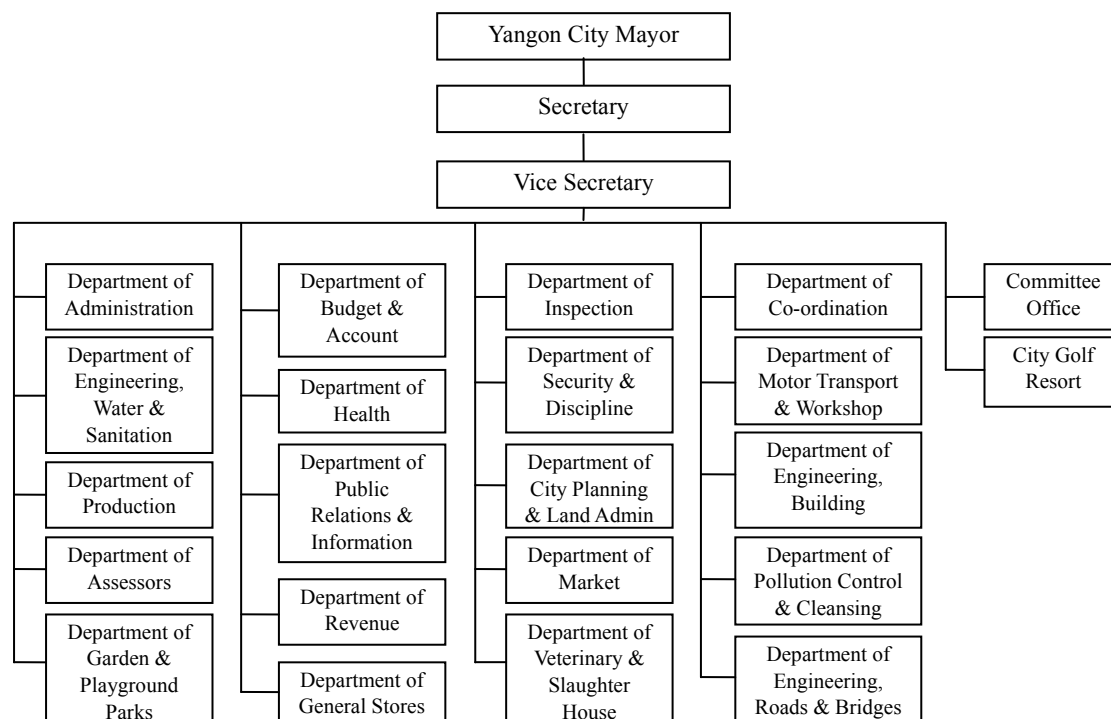 Yangon City Mayor
Secretary
Vice Secretary
Department of
Administration
Department of
Engineering,
Water &
Sanitation
Department of
Production
Department of
Assessors
Department of
Garden &
Playground
Parks
Department of
Budget &
Account
Department of
Health
Department of
Public
Relations &
Information
Department of
Revenue
Department of
General Stores
Department of
Inspection
Department of
Security &
Discipline
Department of
City Planning
& Land Admin
Department of
Market
Department of
Veterinary &
Slaughter
House
Department of
Co-ordination
Department of
Motor Transport
& Workshop
Department of
Engineering,
Building
Department of
Pollution Control
& Cleansing
Department of
Engineering,
Roads & Bridges
Committee
Office
City Golf
Resort